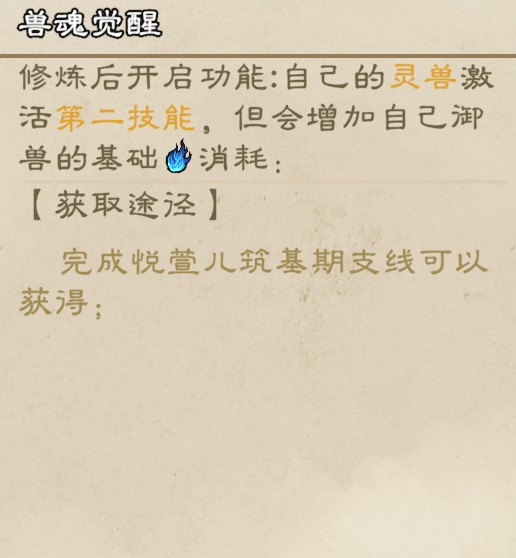 兽魂觉醒
修炼后开启功能:自己的灵兽激
活第二技能，但会增加自己御
兽的基础消耗:
【获取途径】
完成悦萱儿筑基期支线可以
获得;